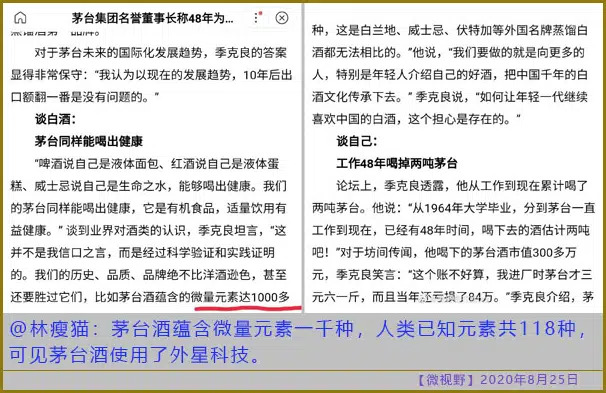 茅台集团名誉董事长称48年为...
对于茅台未来的国际化发展趋势，季克良的答案
显得非常保守：“我认为以现在的发展趋势，10年后出
口额翻一番是没有问题的。”
谈白酒：
茅台同样能喝出健康
“啤酒说自己是液体面包、红酒说自己是液体蛋
糕、威士忌说自己是生命之水，能够喝出健康。我们
的茅台同样能喝出健康，它是有机食品，适量饮用有
益健康。” 谈到业界对酒类的认识，季克良坦言，“这
并不是我信口之言，而是经过科学验证和实践证明
的。我们的历史、品质、品牌绝不比洋酒逊色，甚至
还要胜过它们，比如茅台酒蕴含的微量元素达1000多
种，这是白兰地、威士忌、伏特加等外国名牌蒸馏白
酒都无法相比的。”他说，“我们要做的就是向更多的
人，特别是年轻人介绍自己的好酒，把中国千年的白
酒文化传承下去。” 季克良说，“如何让年轻一代继续
喜欢中国的白酒，这个担心是存在的。”
谈自己：
工作48年喝掉两吨茅台
论坛上，季克良透露，他从工作到现在累计喝了
两吨茅台。他说：“从1964年大学毕业，分到茅台一直
工作到现在，已经有48年时间，喝下去的酒估计两吨
吧！”对于坊间传闻，他喝下的茅台酒市值300多万
元，季克良笑言：“这个账不好算，我进厂时茅台才三
元六一斤，而且当年还亏损了84万。”季克良介绍，茅
@林瘦猫：茅台酒蕴含微量元素一千种，人类已知元素共118种，
可见茅台酒使用了外星科技。
【微视野】2020年8月25日